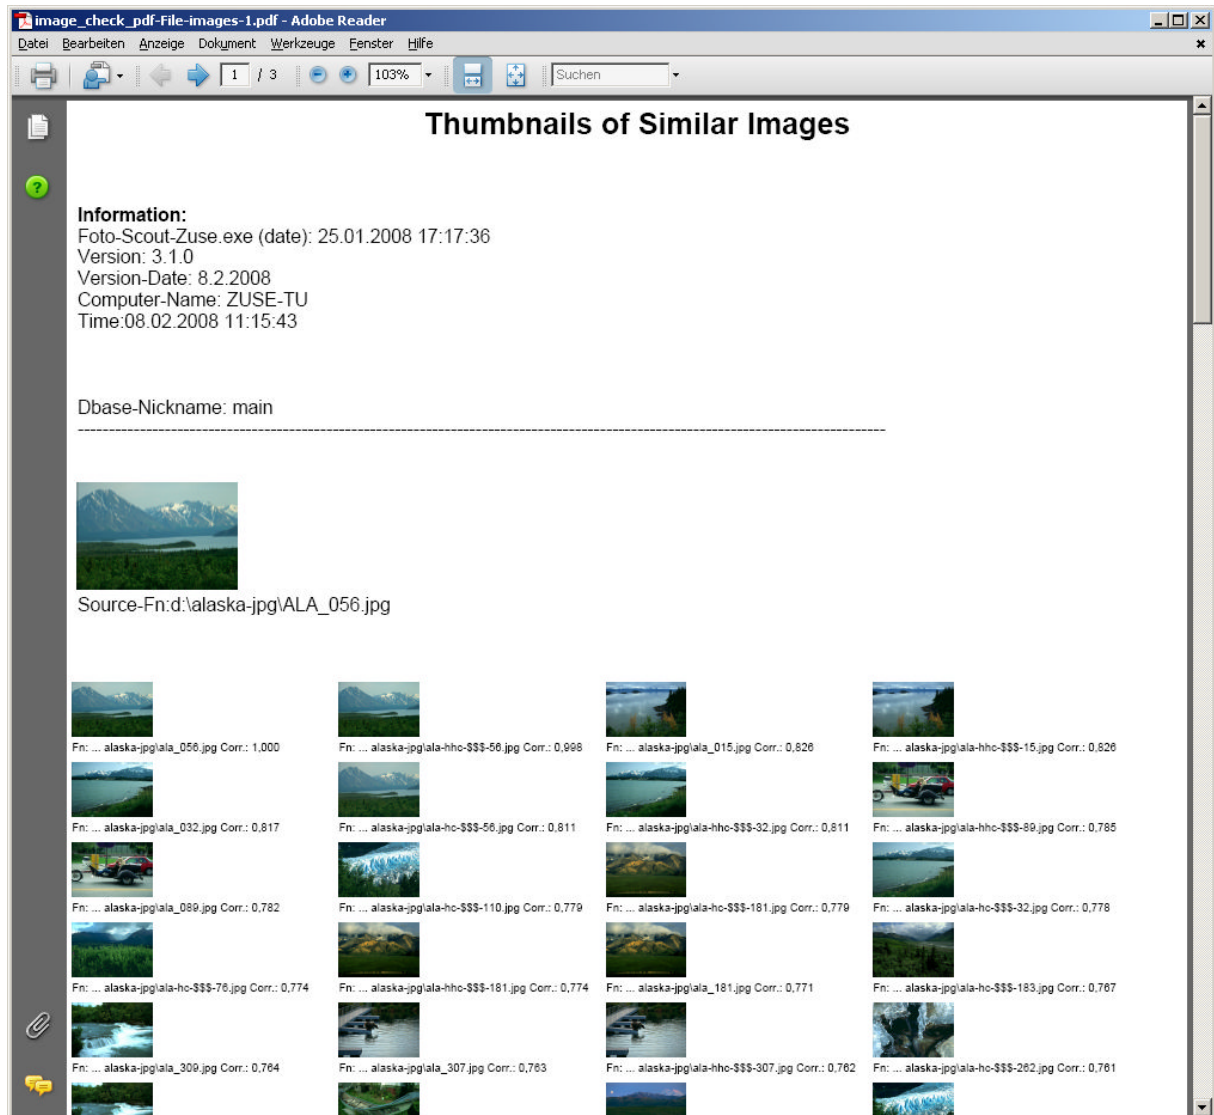 image_check_pdf-File-images-1.pdf - Adobe Reader
Datei Bearbeiten Anzeige Dokument Werkzeuge Fenster Hilfe
1 / 3 103% Suchen
Thumbnails of Similar Images
Information:
Foto-Scout-Zuse.exe (date): 25.01.2008 17:17:36
Version: 3.1.0
Version-Date: 8.2.2008
Computer-Name: ZUSE-TU
Time:08.02.2008 11:15:43
Dbase-Nickname: main
Source-Fn:d:\alaska-jpg\ALA_056.jpg
Fn: ... alaska-jpg\ala_056.jpg Corr.: 1,000 Fn: ... alaska-jpg\ala-hhc-$$$-56.jpg Corr.: 0,998 Fn: ... alaska-jpg\ala_015.jpg Corr.: 0,826 Fn: ... alaska-jpg\ala-hhc-$$$-15.jpg Corr.: 0,826
Fn: ... alaska-jpg\ala_032.jpg Corr.: 0,817 Fn: ... alaska-jpg\ala-hc-$$$-56.jpg Corr.: 0,811 Fn: ... alaska-jpg\ala-hhc-$$$-32.jpg Corr.: 0,811 Fn: ... alaska-jpg\ala-hhc-$$$-89.jpg Corr.: 0,785
Fn: ... alaska-jpg\ala_089.jpg Corr.: 0,782 Fn: ... alaska-jpg\ala-hc-$$$-110.jpg Corr.: 0,779 Fn: ... alaska-jpg\ala-hc-$$$-181.jpg Corr.: 0,779 Fn: ... alaska-jpg\ala-hc-$$$-32.jpg Corr.: 0,778
Fn: ... alaska-jpg\ala-hc-$$$-76.jpg Corr.: 0,774 Fn: ... alaska-jpg\ala-hhc-$$$-181.jpg Corr.: 0,774 Fn: ... alaska-jpg\ala_181.jpg Corr.: 0,771 Fn: ... alaska-jpg\ala-hc-$$$-183.jpg Corr.: 0,767
Fn: ... alaska-jpg\ala_309.jpg Corr.: 0,764 Fn: ... alaska-jpg\ala_307.jpg Corr.: 0,763 Fn: ... alaska-jpg\ala-hhc-$$$-307.jpg Corr.: 0,762 Fn: ... alaska-jpg\ala-hc-$$$-262.jpg Corr.: 0,761